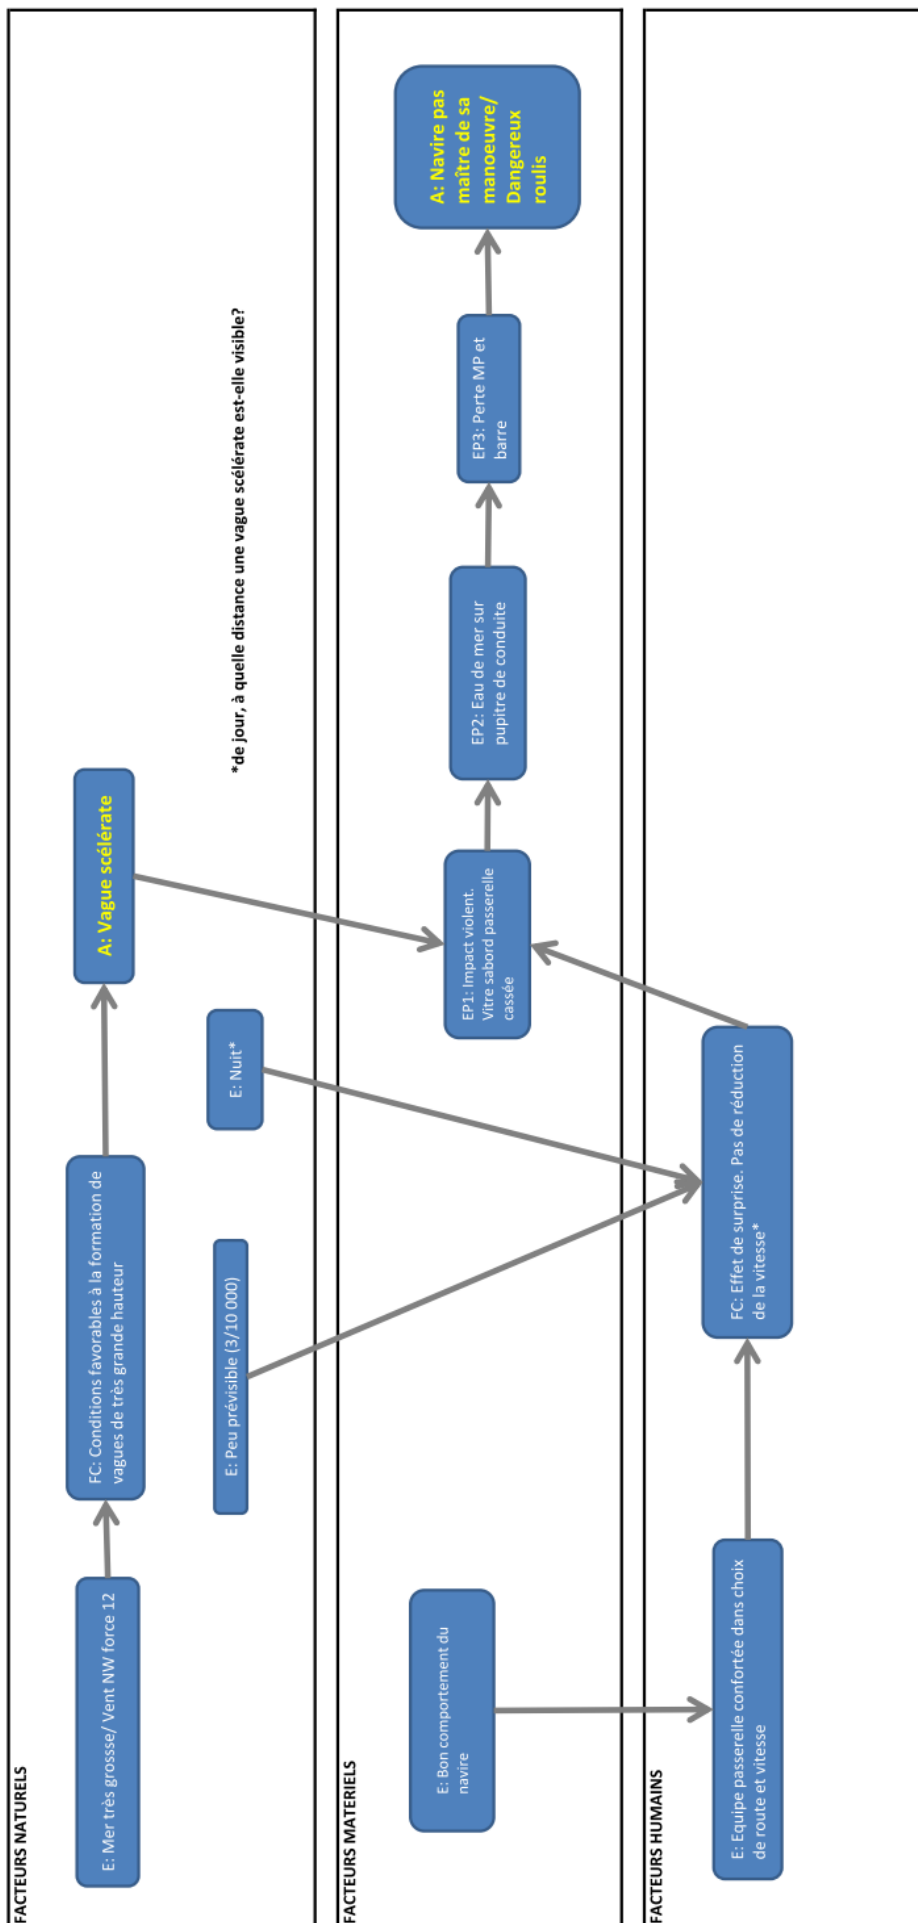 FACTEURS NATURELS
E: Mer très grossse/ Vent NW force 12
FC: Conditions favorables à la formation de
vagues de très grande hauteur
A: Vague scélérate
E: Peu prévisible (3/10 000)
E: Nuit*
*de jour, à quelle distance une vague scélérate est-elle visible?
FACTEURS MATERIELS
E: Bon comportement du
navire
EP1: Impact violent.
Vitre sabord passerelle
cassée
EP2: Eau de mer sur
pupitre de conduite
EP3: Perte MP et
barre
A: Navire pas
maître de sa
manoeuvre/
Dangereux
roulis
FACTEURS HUMAINS
E: Equipe passerelle confortée dans choix
de route et vitesse
FC: Effet de surprise. Pas de réduction
de la vitesse*